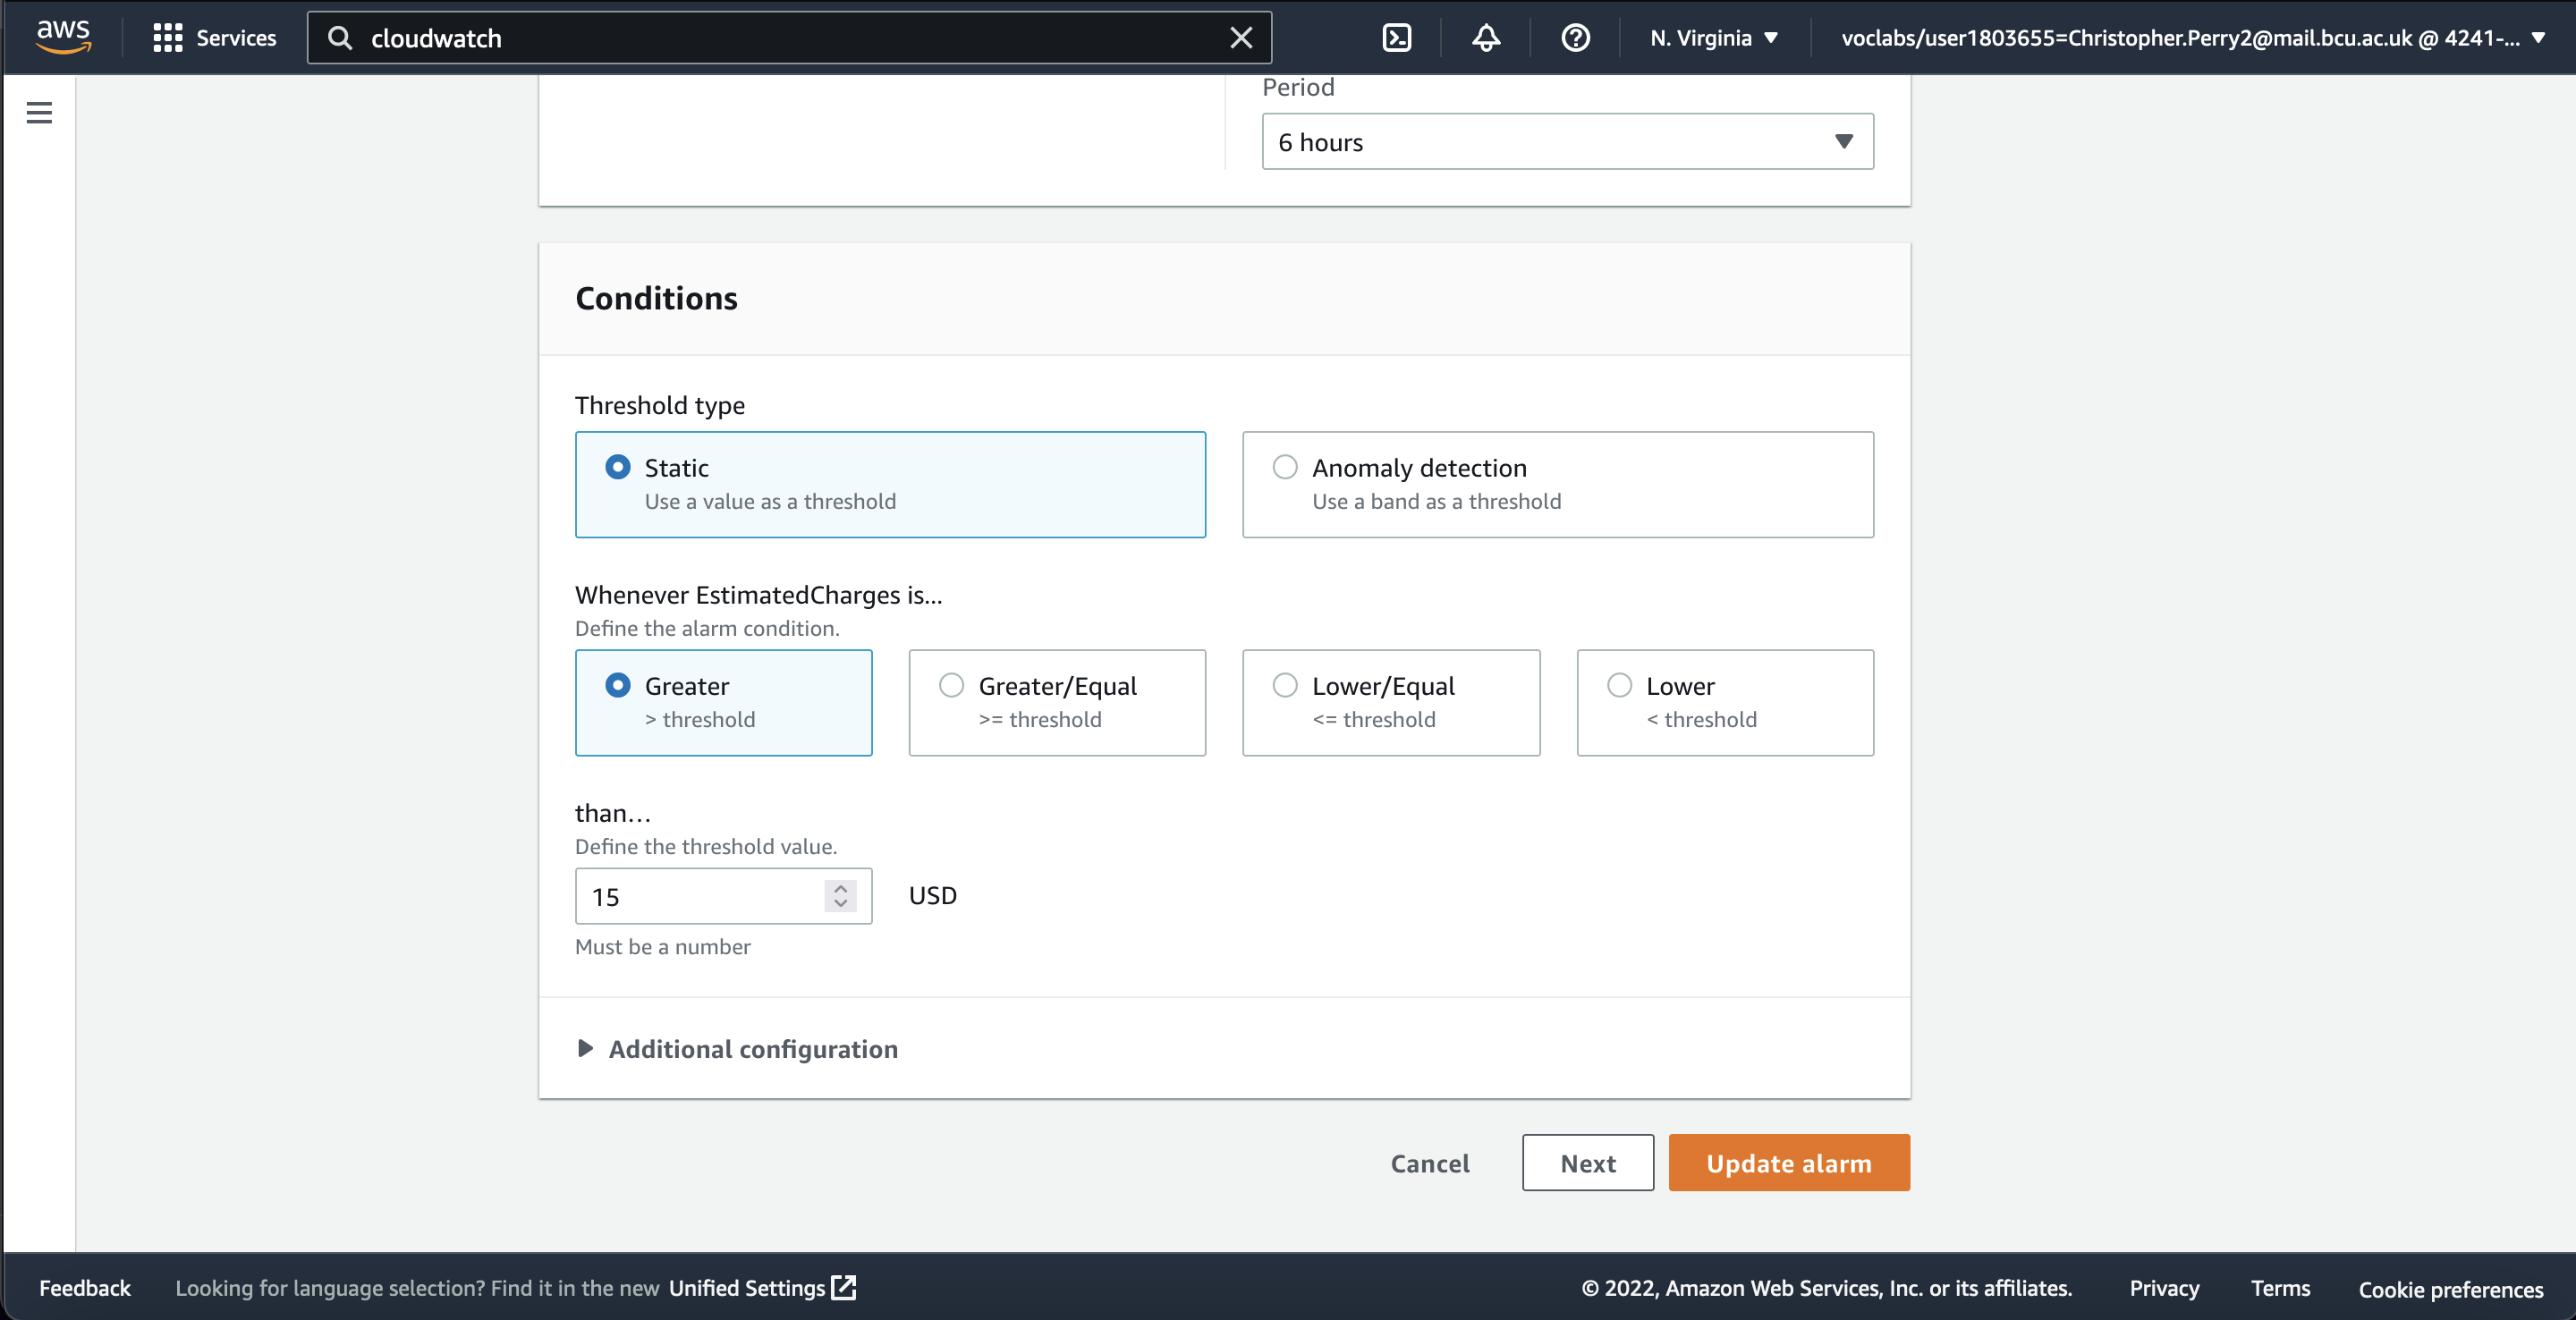 aws
Services
cloudwatch
N. Virginia
voclabs/user1803655=Christopher.Perry2@mail.bcu.ac.uk @ 4241-...
Period
6 hours
Conditions
Threshold type
Static
Use a value as a threshold
Anomaly detection
Use a band as a threshold
Whenever EstimatedCharges is...
Define the alarm condition.
Greater
> threshold
Greater/Equal
>= threshold
Lower/Equal
<= threshold
Lower
< threshold
than...
Define the threshold value.
15
USD
Must be a number
Additional configuration
Cancel
Next
Update alarm
Feedback
Looking for language selection? Find it in the new Unified Settings
© 2022, Amazon Web Services, Inc. or its affiliates.
Privacy
Terms
Cookie preferences